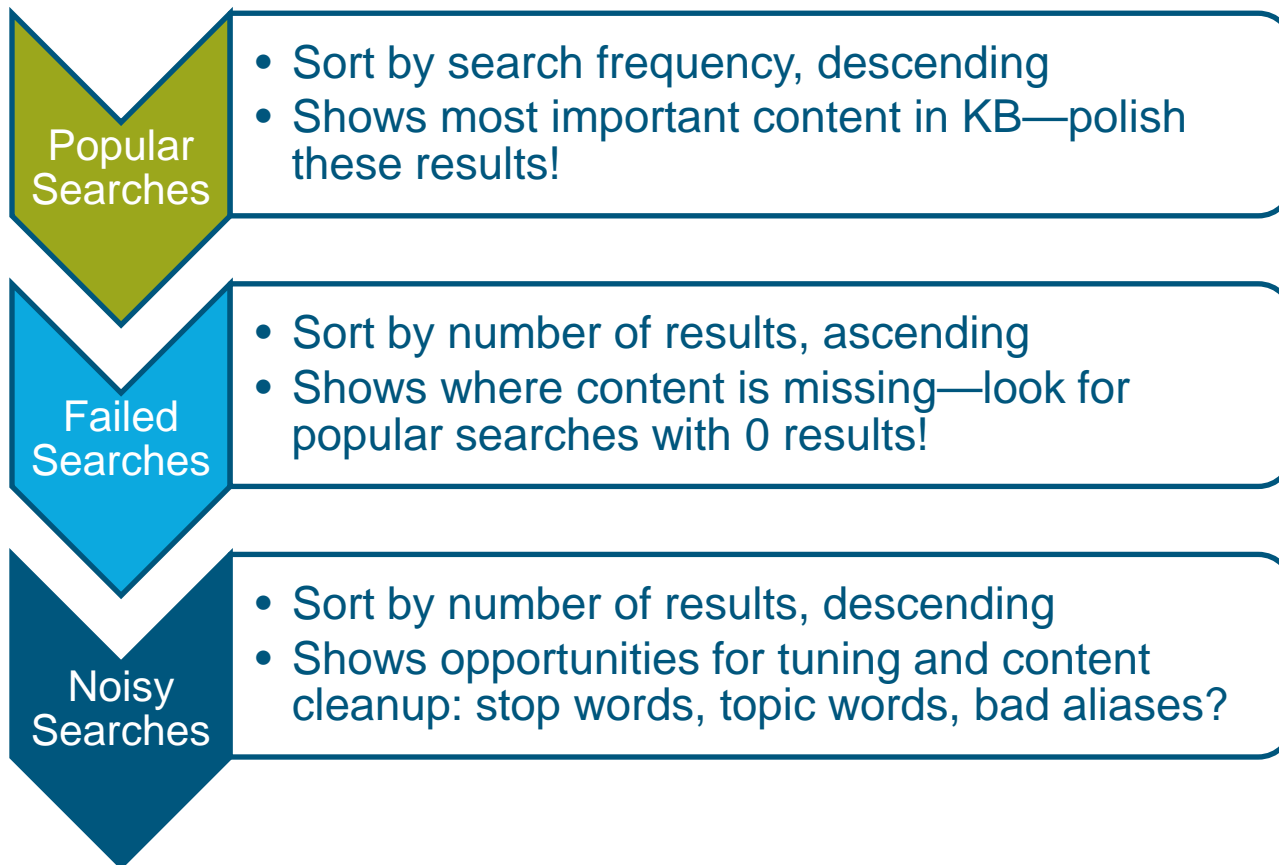 Popular
Searches
• Sort by search frequency, descending
• Shows most important content in KB—polish
these results!
Failed
Searches
• Sort by number of results, ascending
• Shows where content is missing—look for
popular searches with 0 results!
Noisy
Searches
• Sort by number of results, descending
• Shows opportunities for tuning and content
cleanup: stop words, topic words, bad aliases?